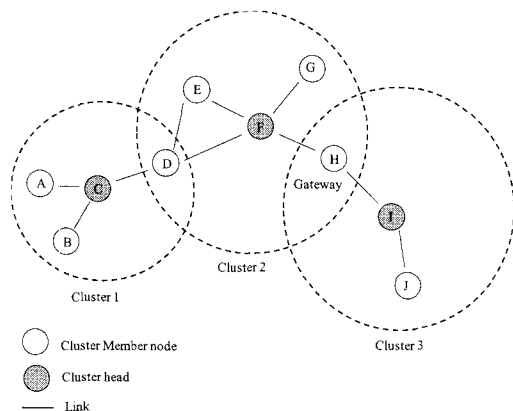 G
E
F
H
D
Gateway
A
C
B
I
J
Cluster 1
Cluster 2
Cluster 3
Cluster Member node
Cluster head
Link